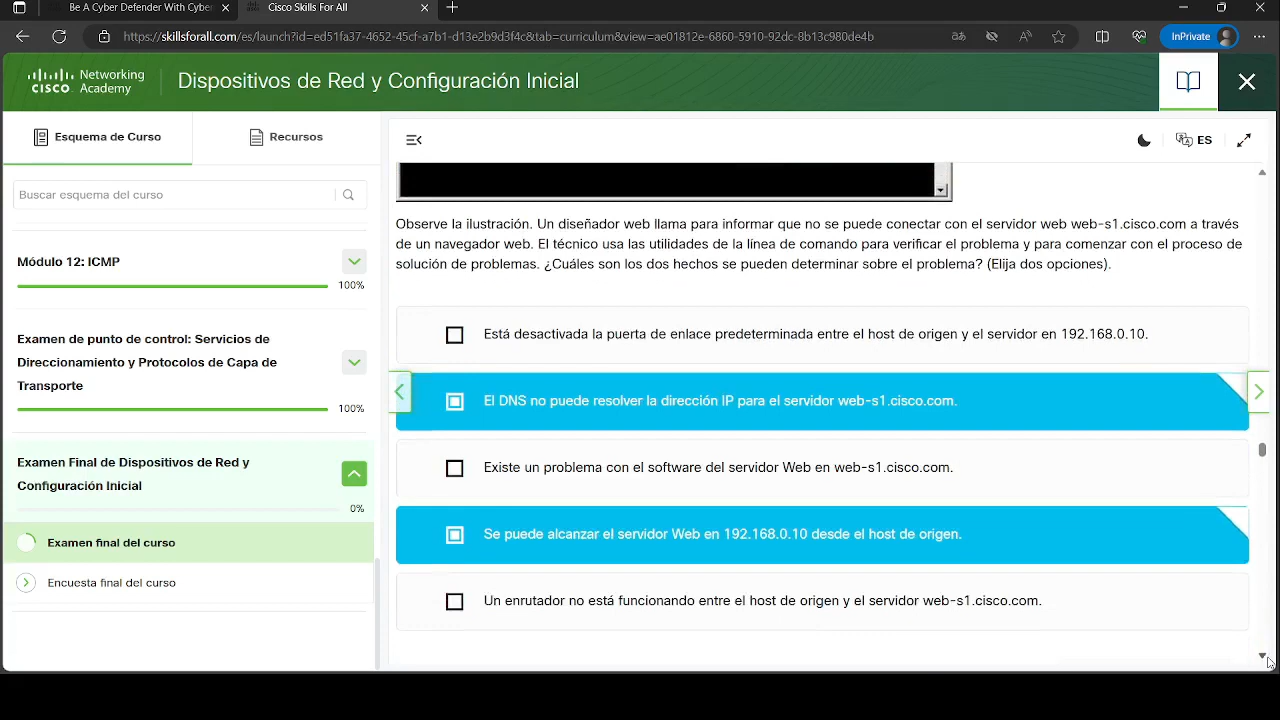 Be A Cyber Defender With Cyber
Cisco Skills For All
https://skillsforall.com/es/launch?id=ed51fa37-4652-45cf-a7b1-d13e2b9d3f4c8&tab=curriculum&view=ae01812e-6860-5910-92dc-8b13c980de4b
InPrivate
CISCO
Networking
Academy
Dispositivos de Red y Configuración Inicial
Esquema de Curso
Recursos
ES
Buscar esquema del curso
Módulo 12: ICMP
100%
Examen de punto de control: Servicios de
Direccionamiento y Protocolos de Capa de
Transporte
100%
Examen Final de Dispositivos de Red y
Configuración Inicial
0%
Examen final del curso
Encuesta final del curso
Observe la ilustración. Un diseñador web llama para informar que no se puede conectar con el servidor web web-s1.cisco.com a través
de un navegador web. El técnico usa las utilidades de la línea de comando para verificar el problema y para comenzar con el proceso de
solución de problemas. ¿Cuáles son los dos hechos se pueden determinar sobre el problema? (Elija dos opciones).
Está desactivada la puerta de enlace predeterminada entre el host de origen y el servidor en 192.168.0.10.
El DNS no puede resolver la dirección IP para el servidor web-s1.cisco.com.
Existe un problema con el software del servidor Web en web-s1.cisco.com.
Se puede alcanzar el servidor Web en 192.168.0.10 desde el host de origen.
Un enrutador no está funcionando entre el host de origen y el servidor web-s1.cisco.com.